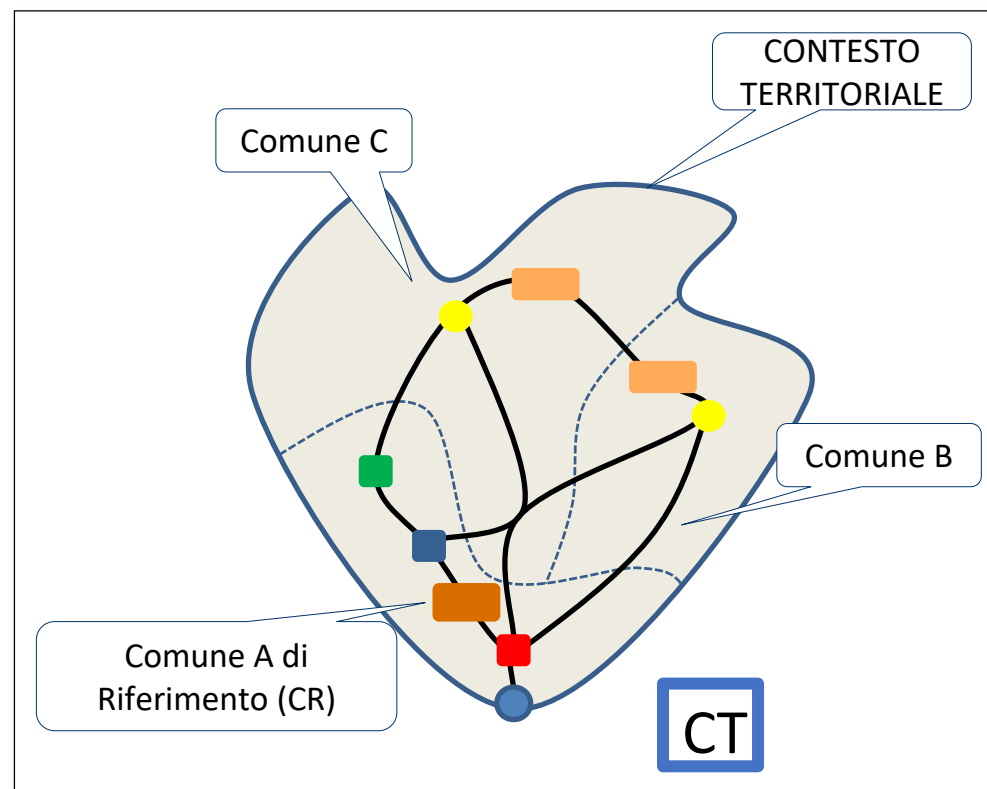 CONTESTO
TERRITORIALE
Comune C
Comune B
Comune A di
Riferimento (CR)
CT